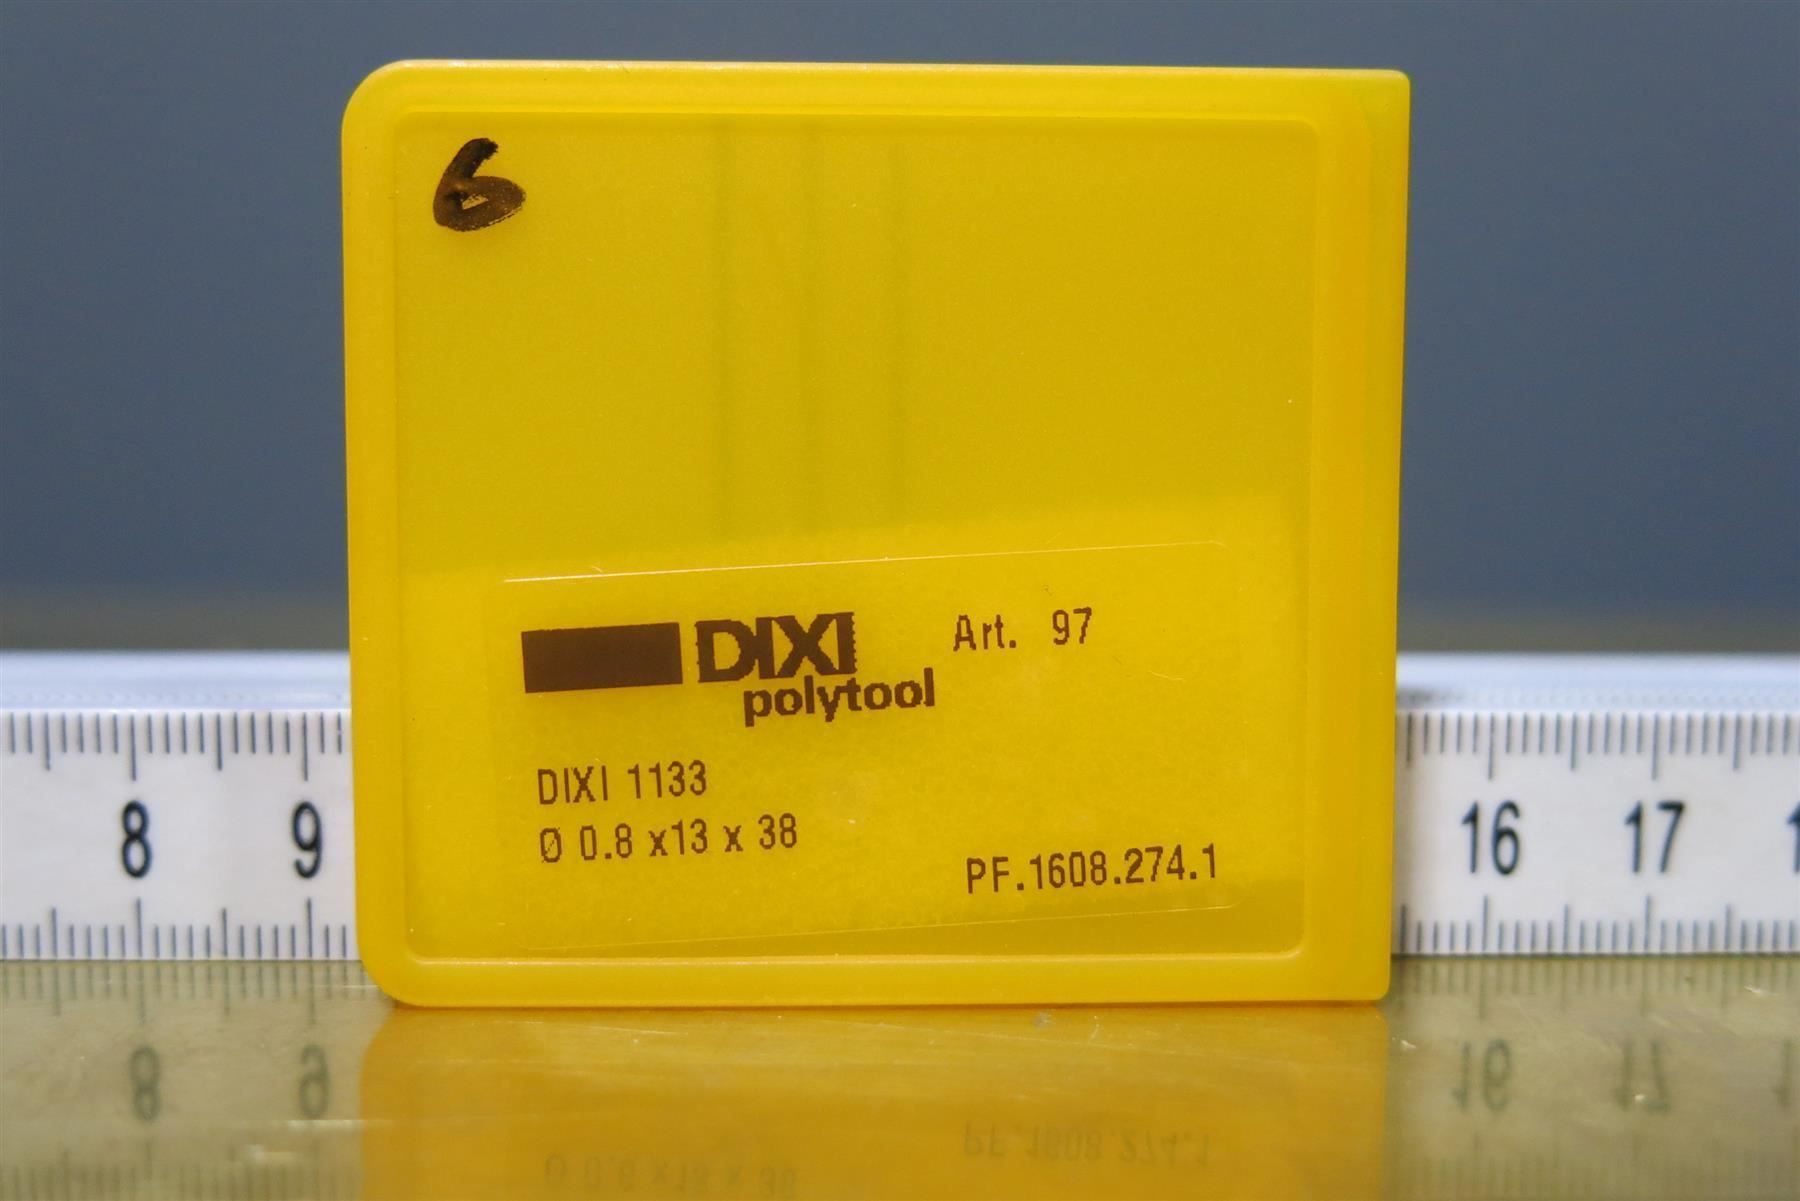 6
DIXI Art. 97
polytool
DIXI 1133
Ø 0.8 x13 x 38
PF.1608.274.1
8 9 16 17